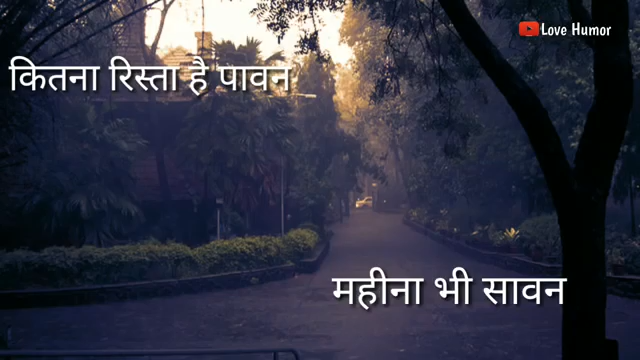 Love Humor
कितना रिस्ता है पावन
महीना भी सावन